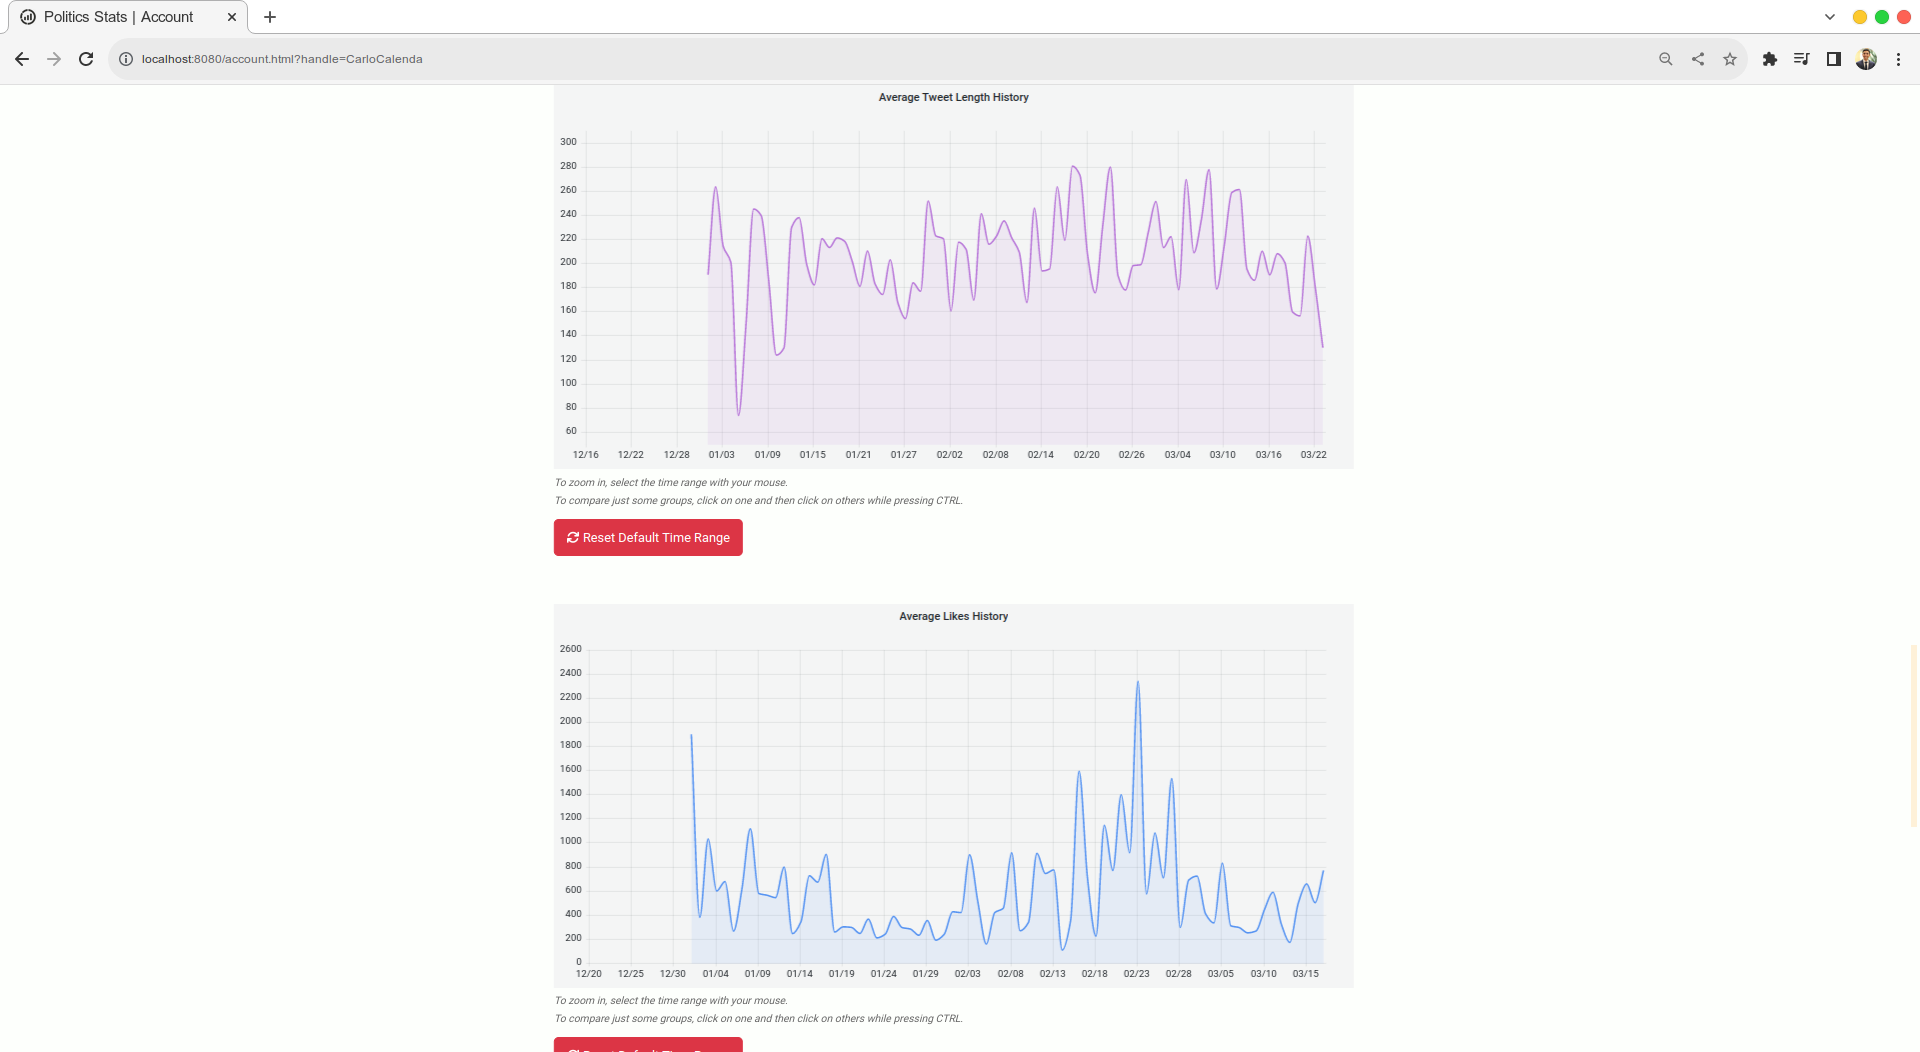 Politics Stats | Account
localhost:8080/account.html?handle=CarloCalenda
Average Tweet Length History
300
280
260
240
220
200
180
160
140
120
100
80
60
12/16 12/22 12/28 01/03 01/09 01/15 01/21 01/27 02/02 02/08 02/14 02/20 02/26 03/04 03/10 03/16 03/22
To zoom in, select the time range with your mouse.
To compare just some groups, click on one and then click on others while pressing CTRL.
Reset Default Time Range
Average Likes History
2600
2400
2200
2000
1800
1600
1400
1200
1000
800
600
400
200
0
12/20 12/25 12/30 01/04 01/09 01/14 01/19 01/24 01/29 02/03 02/08 02/13 02/18 02/23 02/28 03/05 03/10 03/15
To zoom in, select the time range with your mouse.
To compare just some groups, click on one and then click on others while pressing CTRL.